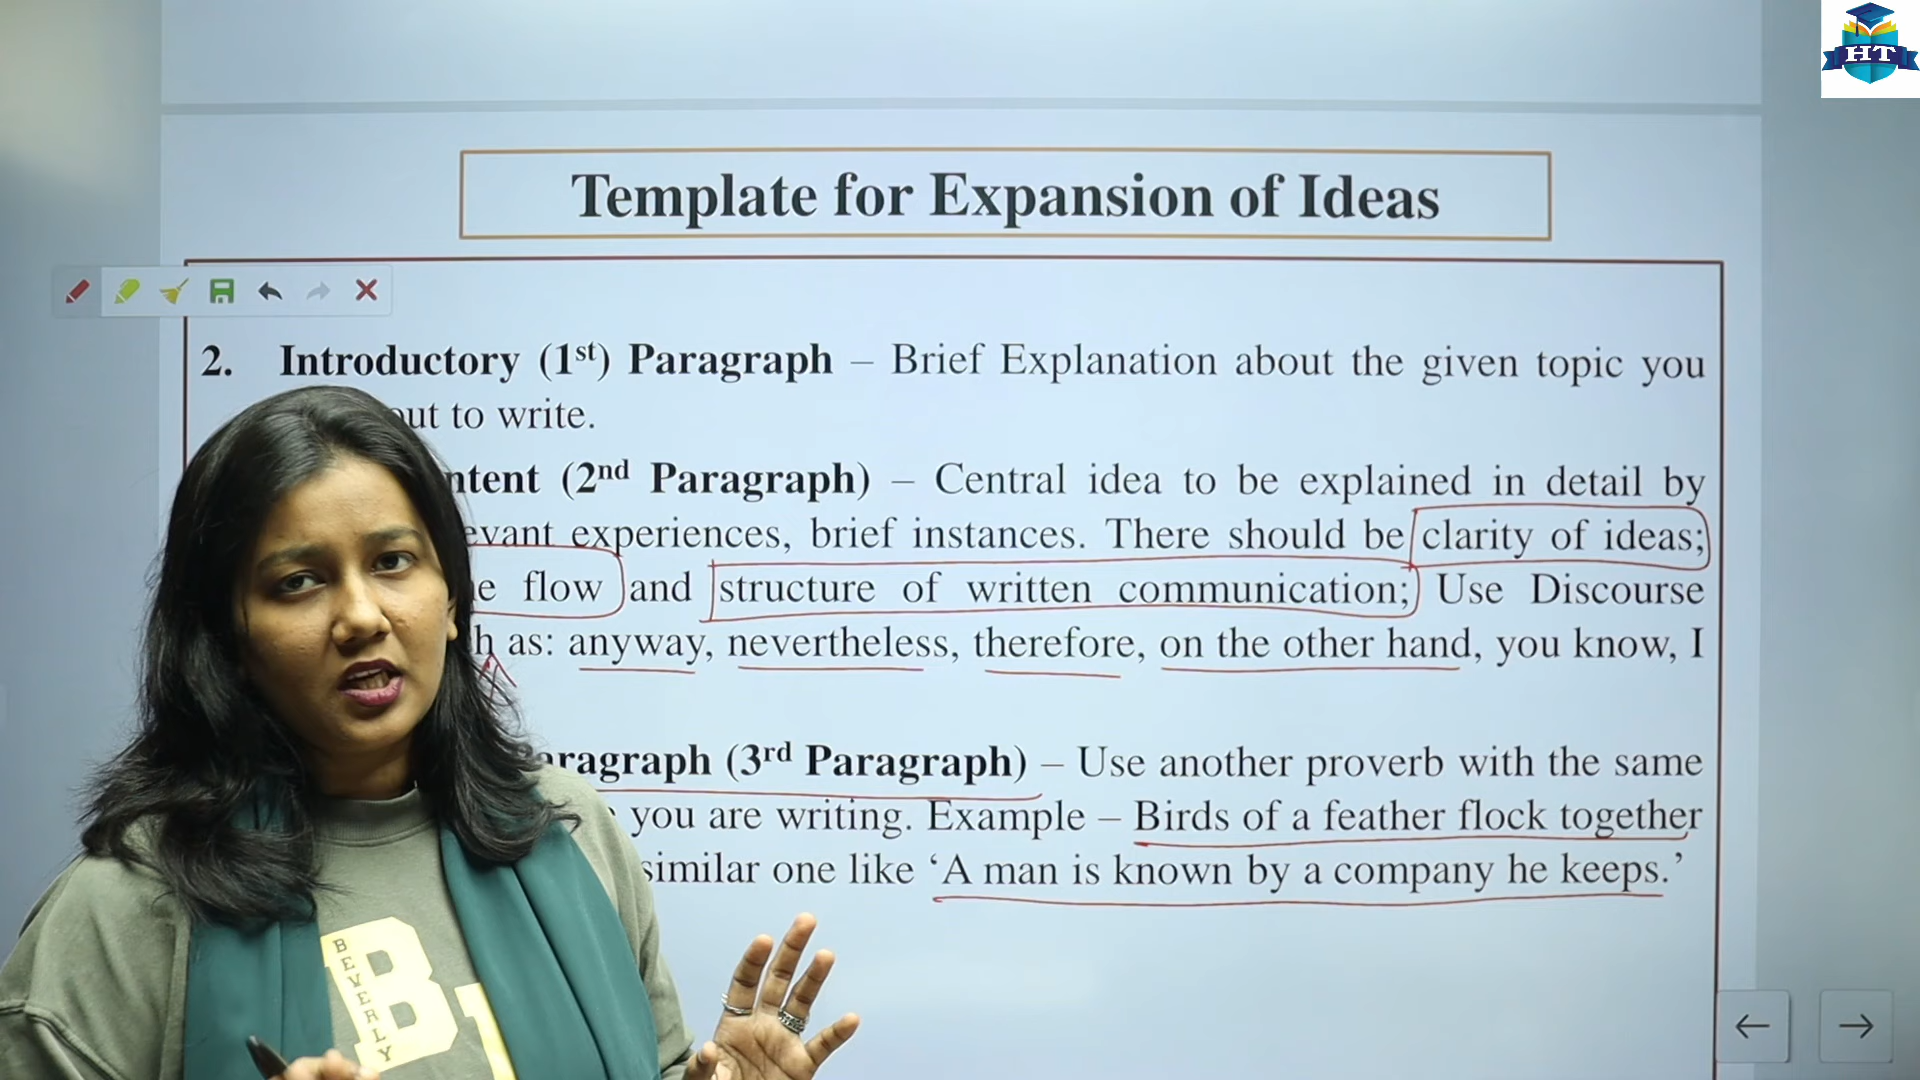 HT
Template for Expansion of Ideas
2. Introductory (1st) Paragraph – Brief Explanation about the given topic you
to write.
(2nd Paragraph) – Central idea to be explained in detail by
experiences, brief instances. There should be clarity of ideas;
flow and structure of written communication; Use Discourse
as: anyway, nevertheless, therefore, on the other hand, you know, I
(3rd Paragraph) – Use another proverb with the same
you are writing. Example – Birds of a feather flock together
similar one like ‘A man is known by a company he keeps.’
B
BEVERLY